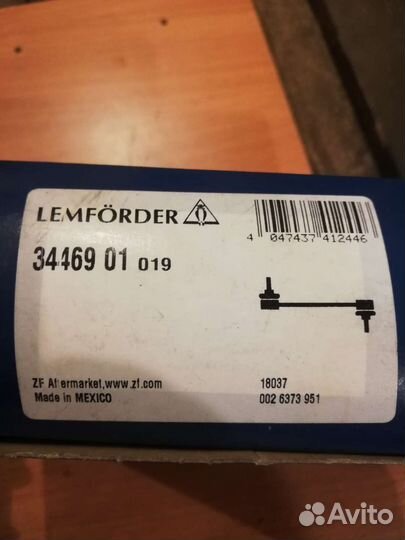 LEMFÖRDER
4 047437 412446
34469 01 019
ZF Aftermarket,www.zf.com
Made in MEXICO
18037
002 6373 951
Avito